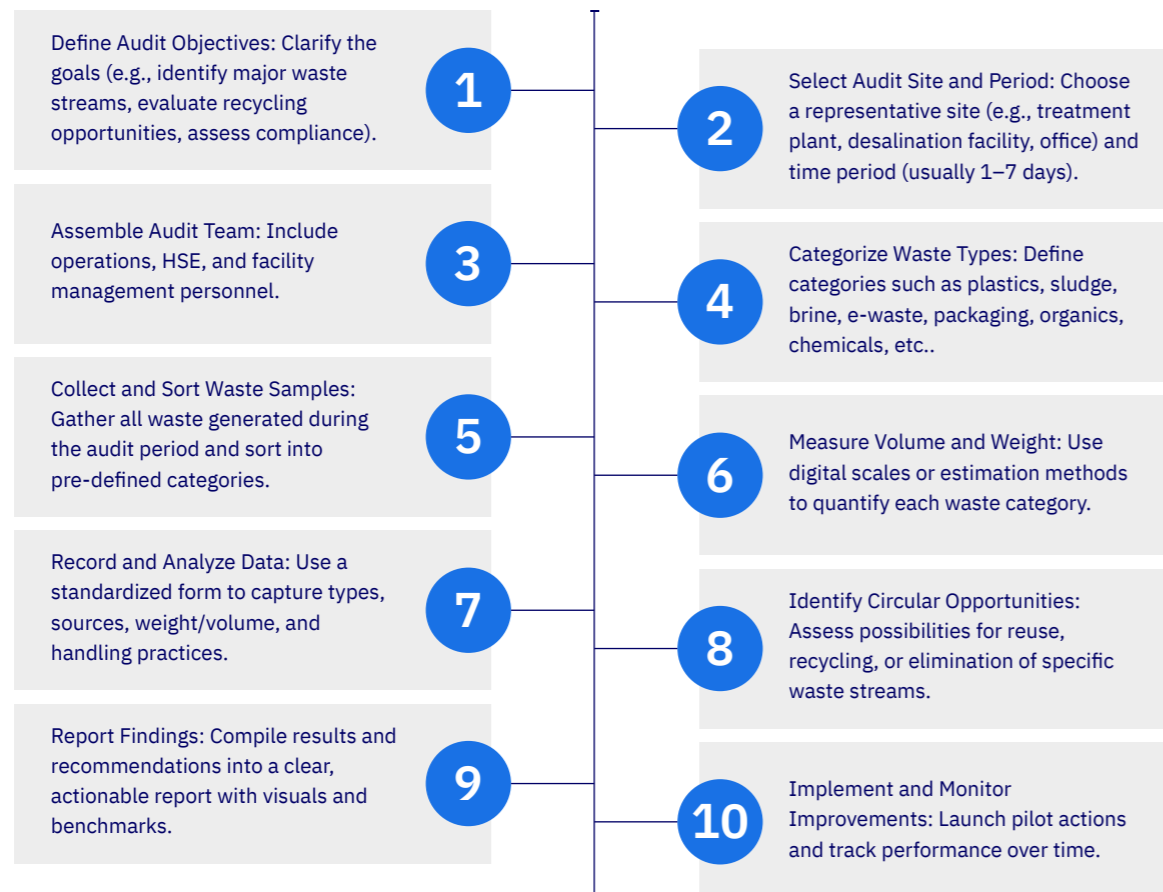 Define Audit Objectives: Clarify the
goals (e.g., identify major waste
streams, evaluate recycling
opportunities, assess compliance).
1
2
Select Audit Site and Period: Choose
a representative site (e.g., treatment
plant, desalination facility, office) and
time period (usually 1–7 days).
Assemble Audit Team: Include
operations, HSE, and facility
management personnel.
3
4
Categorize Waste Types: Define
categories such as plastics, sludge,
brine, e-waste, packaging, organics,
chemicals, etc..
Collect and Sort Waste Samples:
Gather all waste generated during
the audit period and sort into
pre-defined categories.
5
6
Measure Volume and Weight: Use
digital scales or estimation methods
to quantify each waste category.
Record and Analyze Data: Use a
standardized form to capture types,
sources, weight/volume, and
handling practices.
7
8
Identify Circular Opportunities:
Assess possibilities for reuse,
recycling, or elimination of specific
waste streams.
Report Findings: Compile results and
recommendations into a clear,
actionable report with visuals and
benchmarks.
9
10
Implement and Monitor
Improvements: Launch pilot actions
and track performance over time.